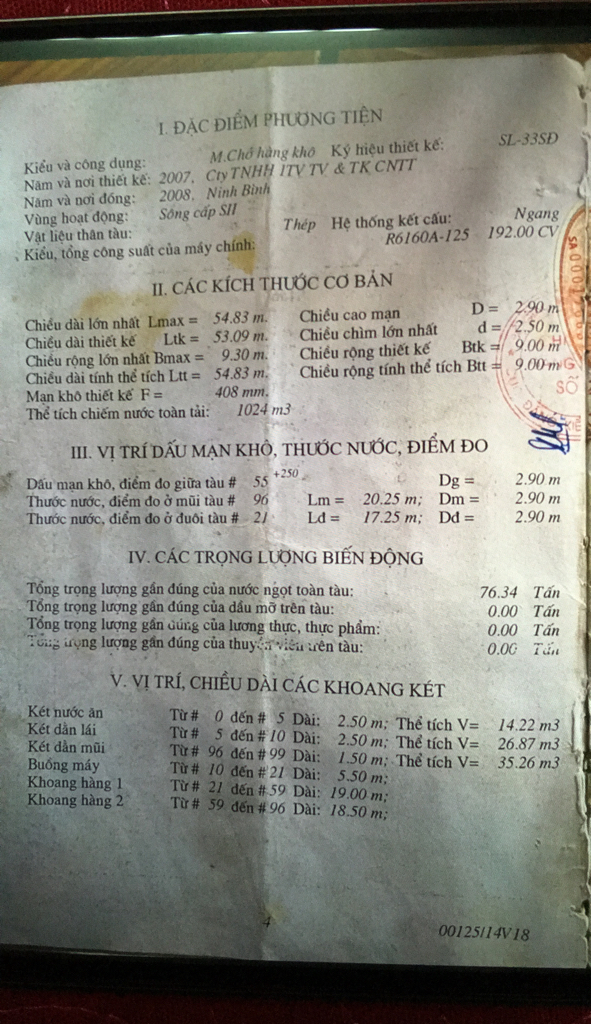 I. ĐẶC ĐIỂM PHƯƠNG TIỆN
Kiểu và công dụng: M.Chở hàng khô Ký hiệu thiết kế: SL-33SĐ
Năm và nơi thiết kế: 2007, Cty TNHH 1TV TV & TK CNTT
Năm và nơi đóng: 2008, Ninh Bình
Vùng hoạt động: Sông cấp SII
Vật liệu thân tàu: Thép Hệ thống kết cấu: Ngang
Kiểu, tổng công suất của máy chính: R6160A-125 192.00 CV
II. CÁC KÍCH THƯỚC CƠ BẢN
Chiều dài lớn nhất Lmax = 54.83 m. Chiều cao mạn D = 2.90 m
Chiều dài thiết kế Ltk = 53.09 m. Chiều chìm lớn nhất d = 2.50 m
Chiều rộng lớn nhất Bmax = 9.30 m. Chiều rộng thiết kế Btk = 9.00 m
Chiều dài tính thể tích Ltt = 54.83 m. Chiều rộng tính thể tích Btt = 9.00 m
Mạn khô thiết kế F = 408 mm.
Thể tích chiếm nước toàn tải: 1024 m3
III. VỊ TRÍ DẤU MẠN KHÔ, THƯỚC NƯỚC, ĐIỂM ĐO
Dấu mạn khô, điểm đo giữa tàu # 55 +250 Dg = 2.90 m
Thước nước, điểm đo ở mũi tàu # 96 Lm = 20.25 m; Dm = 2.90 m
Thước nước, điểm đo ở đuôi tàu # 21 Lđ = 17.25 m; Dđ = 2.90 m
IV. CÁC TRỌNG LƯỢNG BIẾN ĐỘNG
Tổng trọng lượng gần đúng của nước ngọt toàn tàu: 76.34 Tấn
Tổng trọng lượng gần đúng của dầu mỡ trên tàu: 0.00 Tấn
Tổng trọng lượng gần đúng của lương thực, thực phẩm: 0.00 Tấn
Tổng trọng lượng gần đúng của thuyền viên trên tàu: 0.00 Tấn
V. VỊ TRÍ, CHIỀU DÀI CÁC KHOANG KÉT
Két nước ăn Từ # 0 đến # 5 Dài: 2.50 m; Thể tích V= 14.22 m3
Két dằn lái Từ # 5 đến # 10 Dài: 2.50 m; Thể tích V= 26.87 m3
Két dằn mũi Từ # 96 đến # 99 Dài: 1.50 m; Thể tích V= 35.26 m3
Buồng máy Từ # 10 đến # 21 Dài: 5.50 m;
Khoang hàng 1 Từ # 21 đến # 59 Dài: 19.00 m;
Khoang hàng 2 Từ # 59 đến # 96 Dài: 18.50 m;
4
00125/14V18